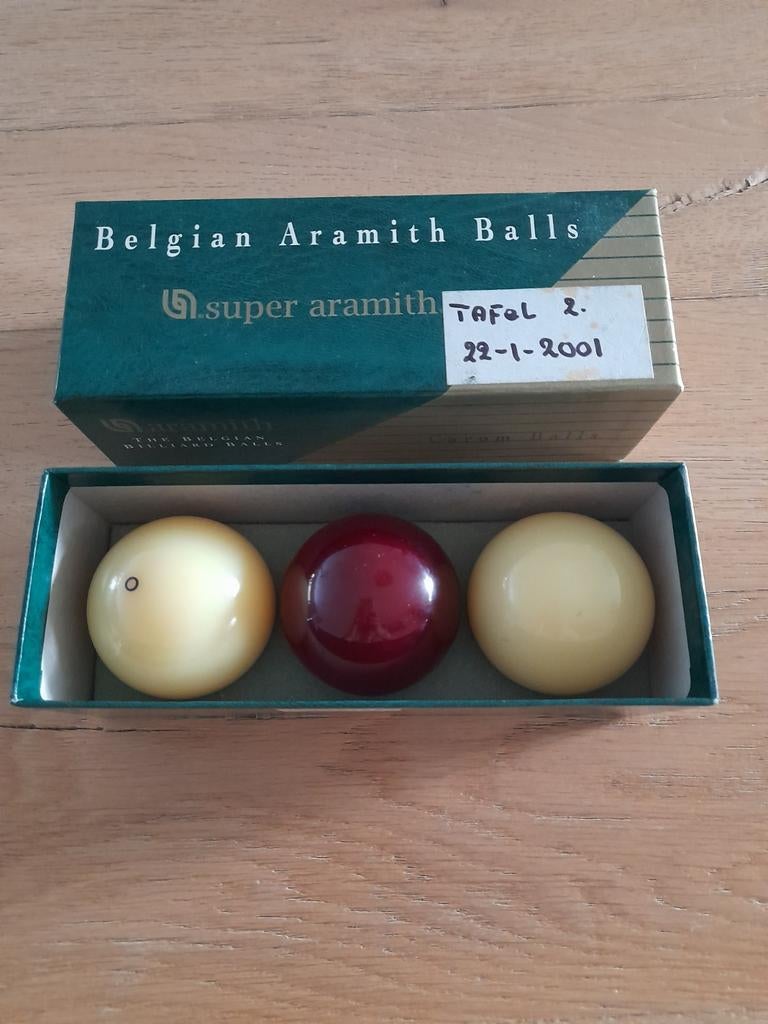 Belgian Aramith Balls
super aramith
TAFEL 2.
22-1-2001
aramith
THE BELGIAN
BILLIARD BALLS
Carom Balls
O